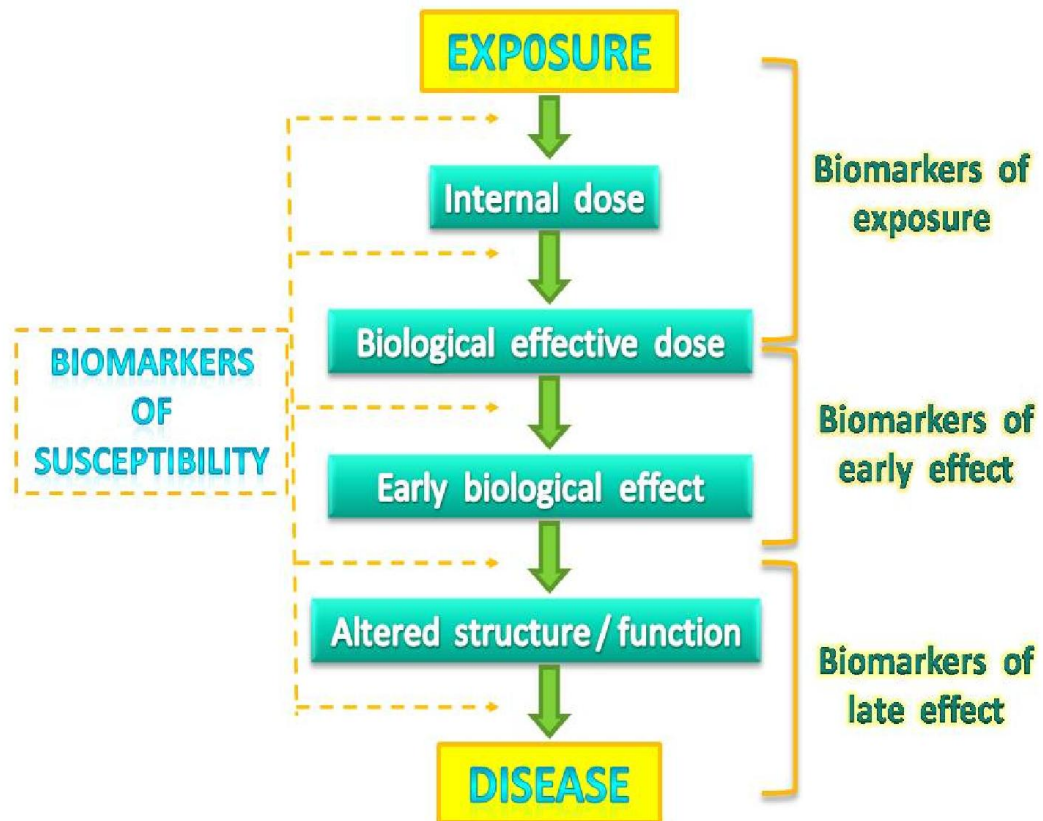 EXPOSURE
Internal dose
Biological effective dose
Early biological effect
Altered structure / function
DISEASE
BIOMARKERS
OF
SUSCEPTIBILITY
Biomarkers of
exposure
Biomarkers of
early effect
Biomarkers of
late effect